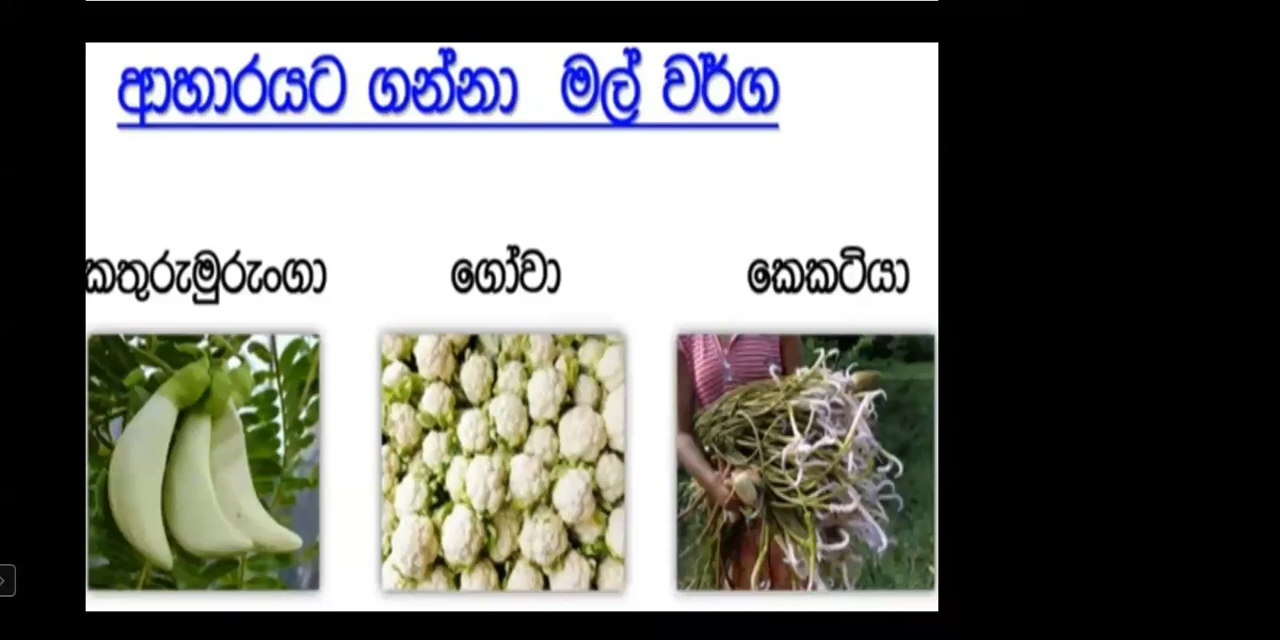 ආහාරයට ගන්නා මල් වර්ග
කතුරුමුරුංගා ගෝවා කෙකටියා